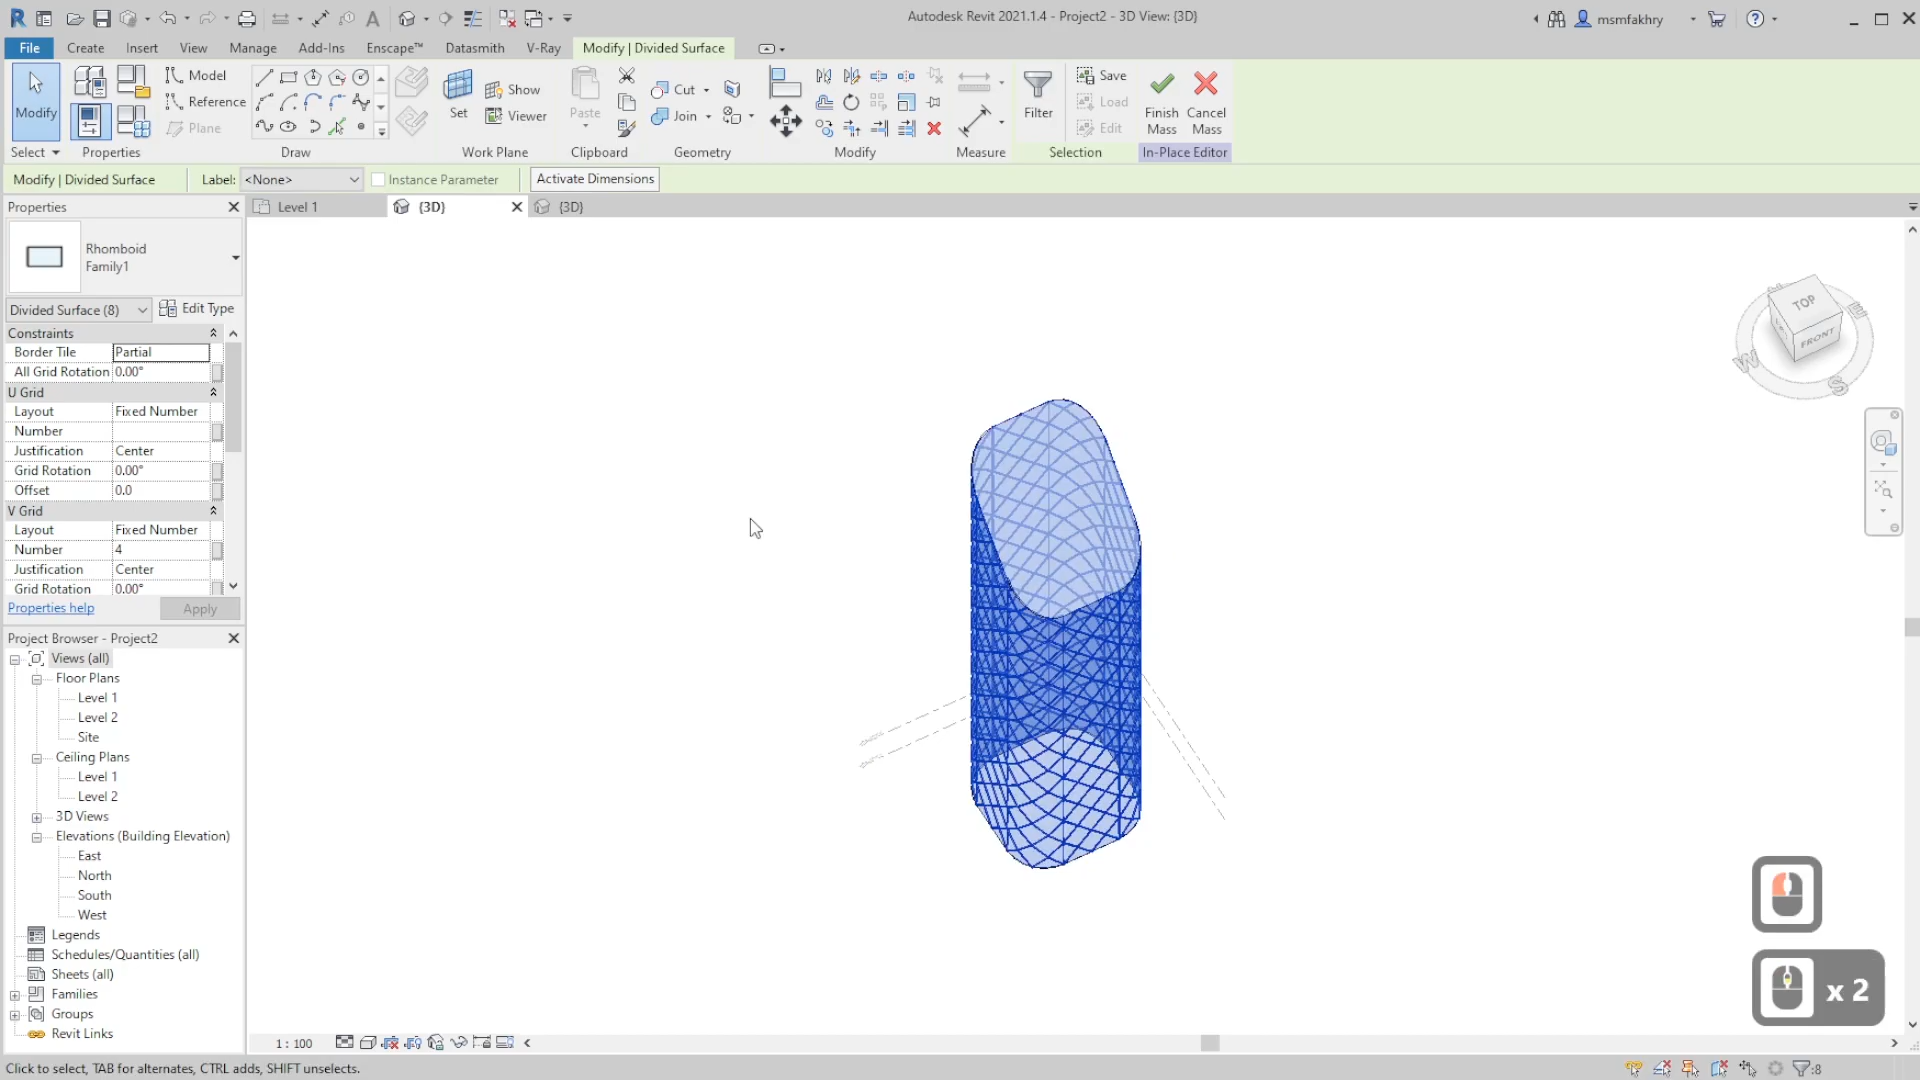 Autodesk Revit 2021.1.4 - Project2 - 3D View: {3D}
msmfakhry
File Create Insert View Manage Add-Ins Enscape™ Datasmith V-Ray Modify | Divided Surface
Modify
Model
Reference
Plane
Set
Show
Viewer
Paste
Cut
Join
Filter
Save
Load
Edit
Finish Mass
Cancel Mass
Select Properties Draw Work Plane Clipboard Geometry Modify Measure Selection In-Place Editor
Modify | Divided Surface Label: <None> Instance Parameter Activate Dimensions
Properties
Level 1 {3D} {3D}
Rhomboid
Family1
Divided Surface (8) Edit Type
Constraints
Border Tile Partial
All Grid Rotation 0.00°
U Grid
Layout Fixed Number
Number
Justification Center
Grid Rotation 0.00°
Offset 0.0
V Grid
Layout Fixed Number
Number 4
Justification Center
Grid Rotation 0.00°
Properties help Apply
Project Browser - Project2
Views (all)
Floor Plans
Level 1
Level 2
Site
Ceiling Plans
Level 1
Level 2
3D Views
Elevations (Building Elevation)
East
North
South
West
Legends
Schedules/Quantities (all)
Sheets (all)
Families
Groups
Revit Links
TOP
FRONT
W
S
E
x 2
1 : 100
Click to select, TAB for alternates, CTRL adds, SHIFT unselects.
:8